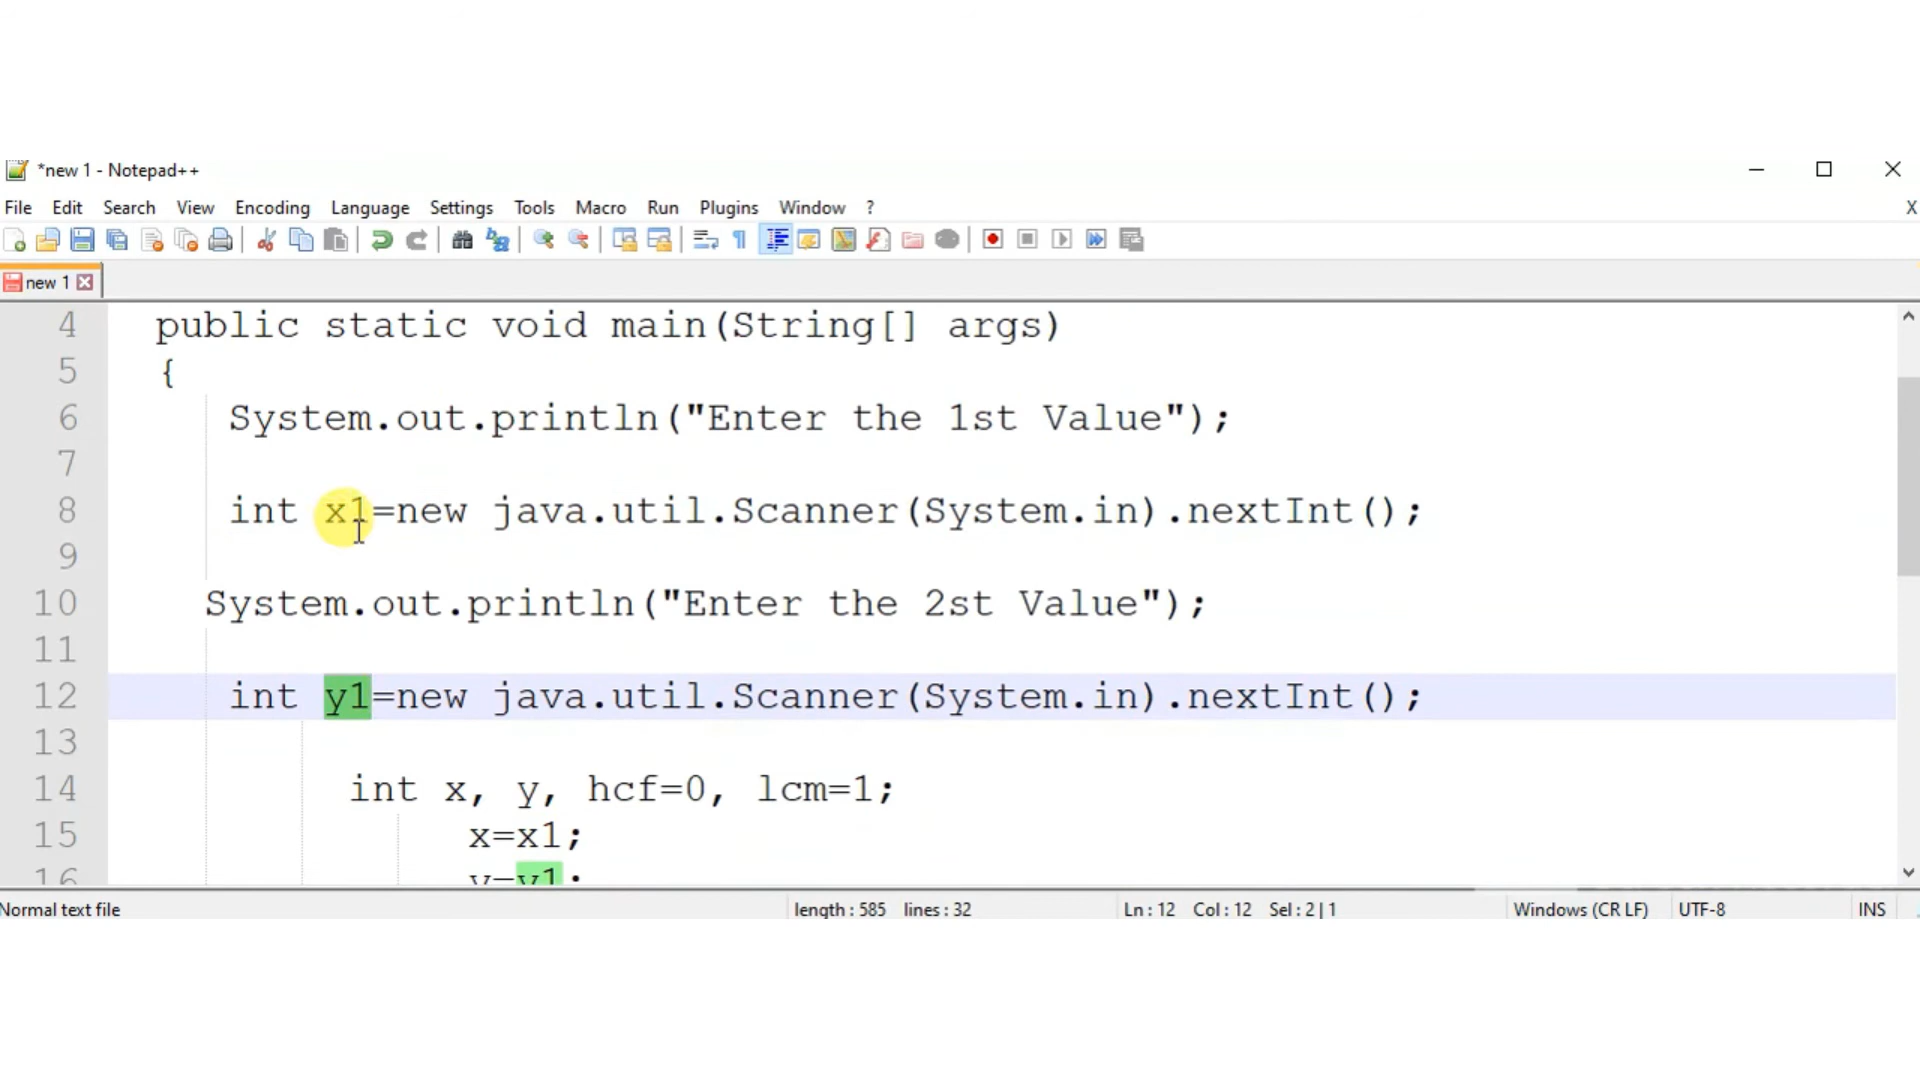 *new 1 - Notepad++
File Edit Search View Encoding Language Settings Tools Macro Run Plugins Window ? X
new 1
4 public static void main(String[] args)
5 {
6 System.out.println("Enter the 1st Value");
7
8 int x1=new java.util.Scanner(System.in).nextInt();
9
10 System.out.println("Enter the 2st Value");
11
12 int y1=new java.util.Scanner(System.in).nextInt();
13
14 int x, y, hcf=0, lcm=1;
15 x=x1;
16 y=y1;
Normal text file length : 585 lines : 32 Ln : 12 Col : 12 Sel : 2 | 1 Windows (CR LF) UTF-8 INS